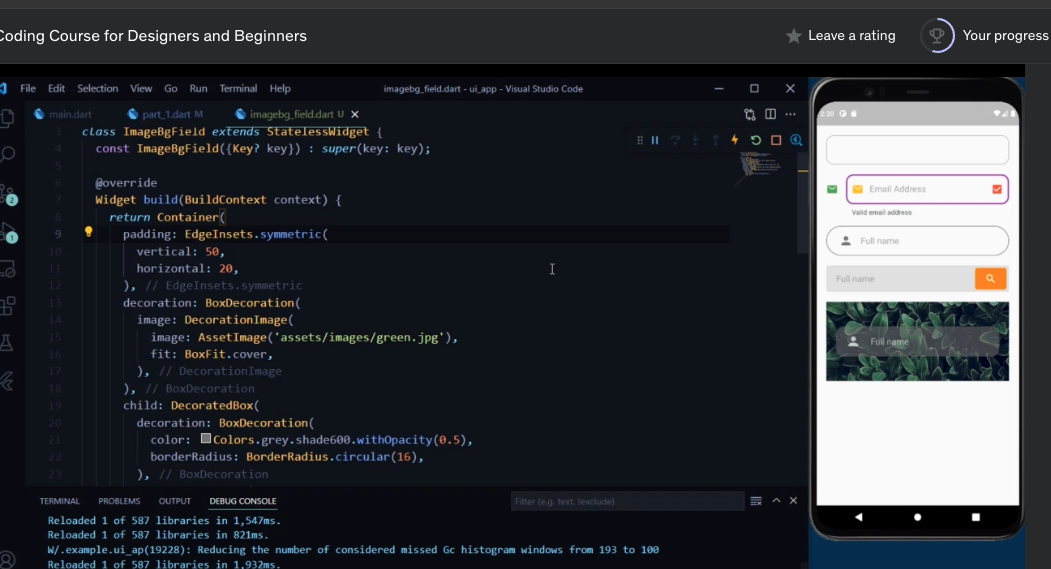 Coding Course for Designers and Beginners
Leave a rating
Your progress
File Edit Selection View Go Run Terminal Help
imagebg_field.dart - ui_app - Visual Studio Code
main.dart
part_1.dart M
imagebg_field.dart U
3 class ImageBgField extends StatelessWidget {
4 const ImageBgField({Key? key}) : super(key: key);
5
6 @override
7 Widget build(BuildContext context) {
8 return Container(
9 padding: EdgeInsets.symmetric(
10 vertical: 50,
11 horizontal: 20,
12 ), // EdgeInsets.symmetric
13 decoration: BoxDecoration(
14 image: DecorationImage(
15 image: AssetImage('assets/images/green.jpg'),
16 fit: BoxFit.cover,
17 ), // DecorationImage
18 ), // BoxDecoration
19 child: DecoratedBox(
20 decoration: BoxDecoration(
21 color: Colors.grey.shade600.withOpacity(0.5),
22 borderRadius: BorderRadius.circular(16),
23 ), // BoxDecoration
TERMINAL PROBLEMS OUTPUT DEBUG CONSOLE
Filter (e.g. text, !exclude)
Reloaded 1 of 587 libraries in 1,547ms.
Reloaded 1 of 587 libraries in 821ms.
W/.example.ui_ap(19228): Reducing the number of considered missed Gc histogram windows from 193 to 100
Reloaded 1 of 587 libraries in 1,932ms.
2
1
Email Address
Valid email address
Full name
Full name
Full name